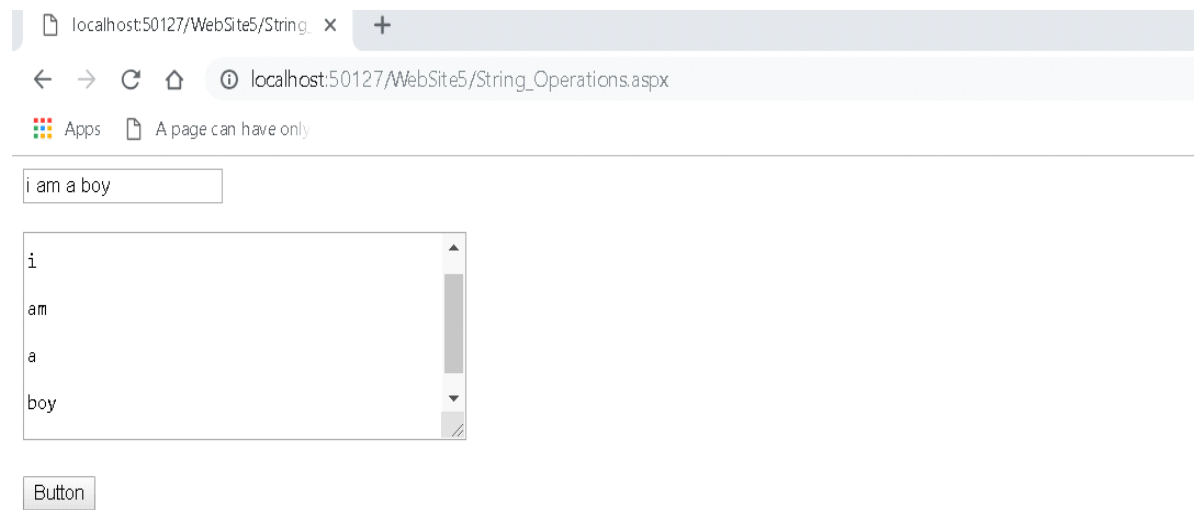 localhost:50127/WebSite5/String_
localhost:50127/WebSite5/String_Operations.aspx
Apps A page can have only
i am a boy
i
am
a
boy
Button